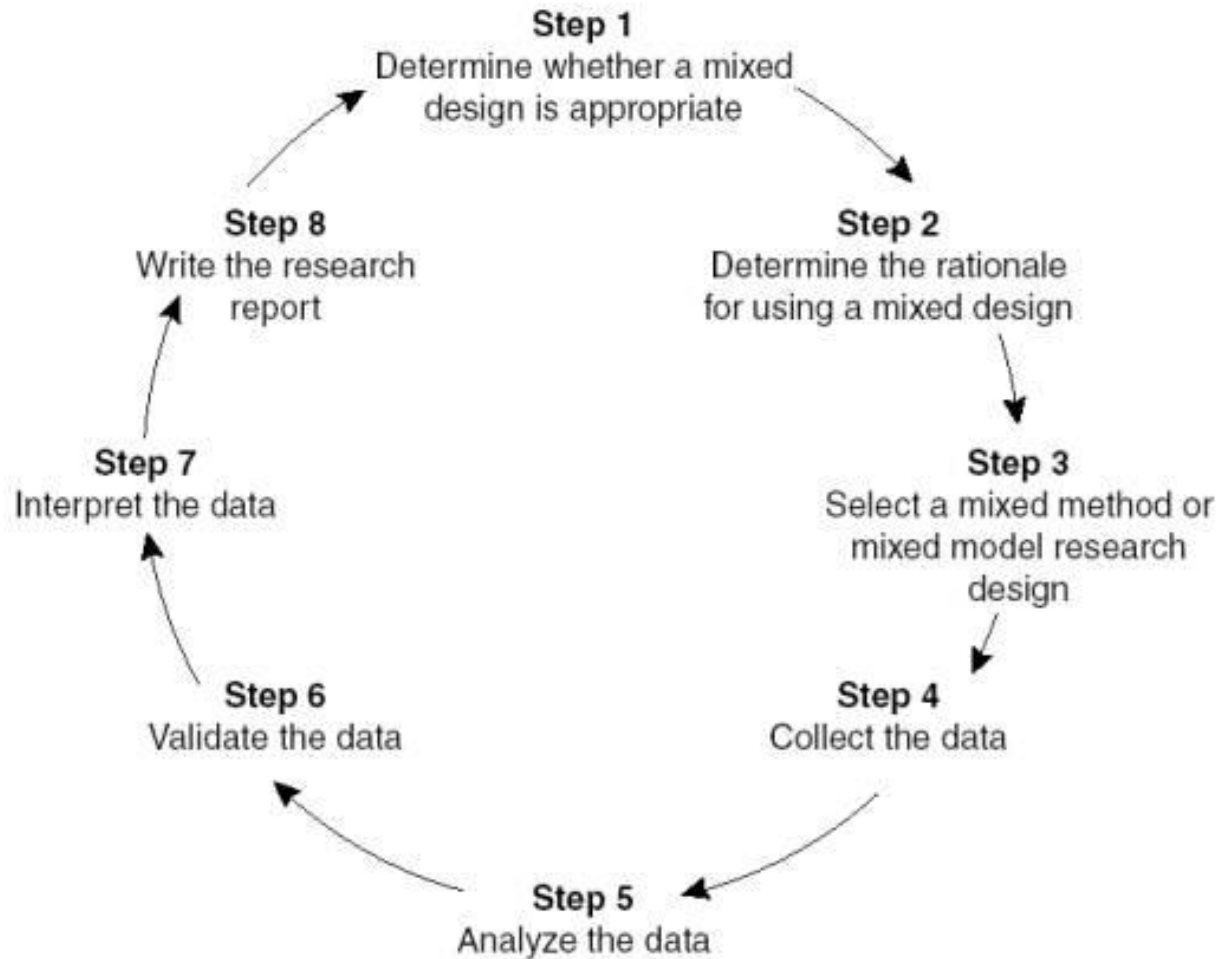 Step 1
Determine whether a mixed
design is appropriate
Step 2
Determine the rationale
for using a mixed design
Step 3
Select a mixed method or
mixed model research
design
Step 4
Collect the data
Step 5
Analyze the data
Step 6
Validate the data
Step 7
Interpret the data
Step 8
Write the research
report